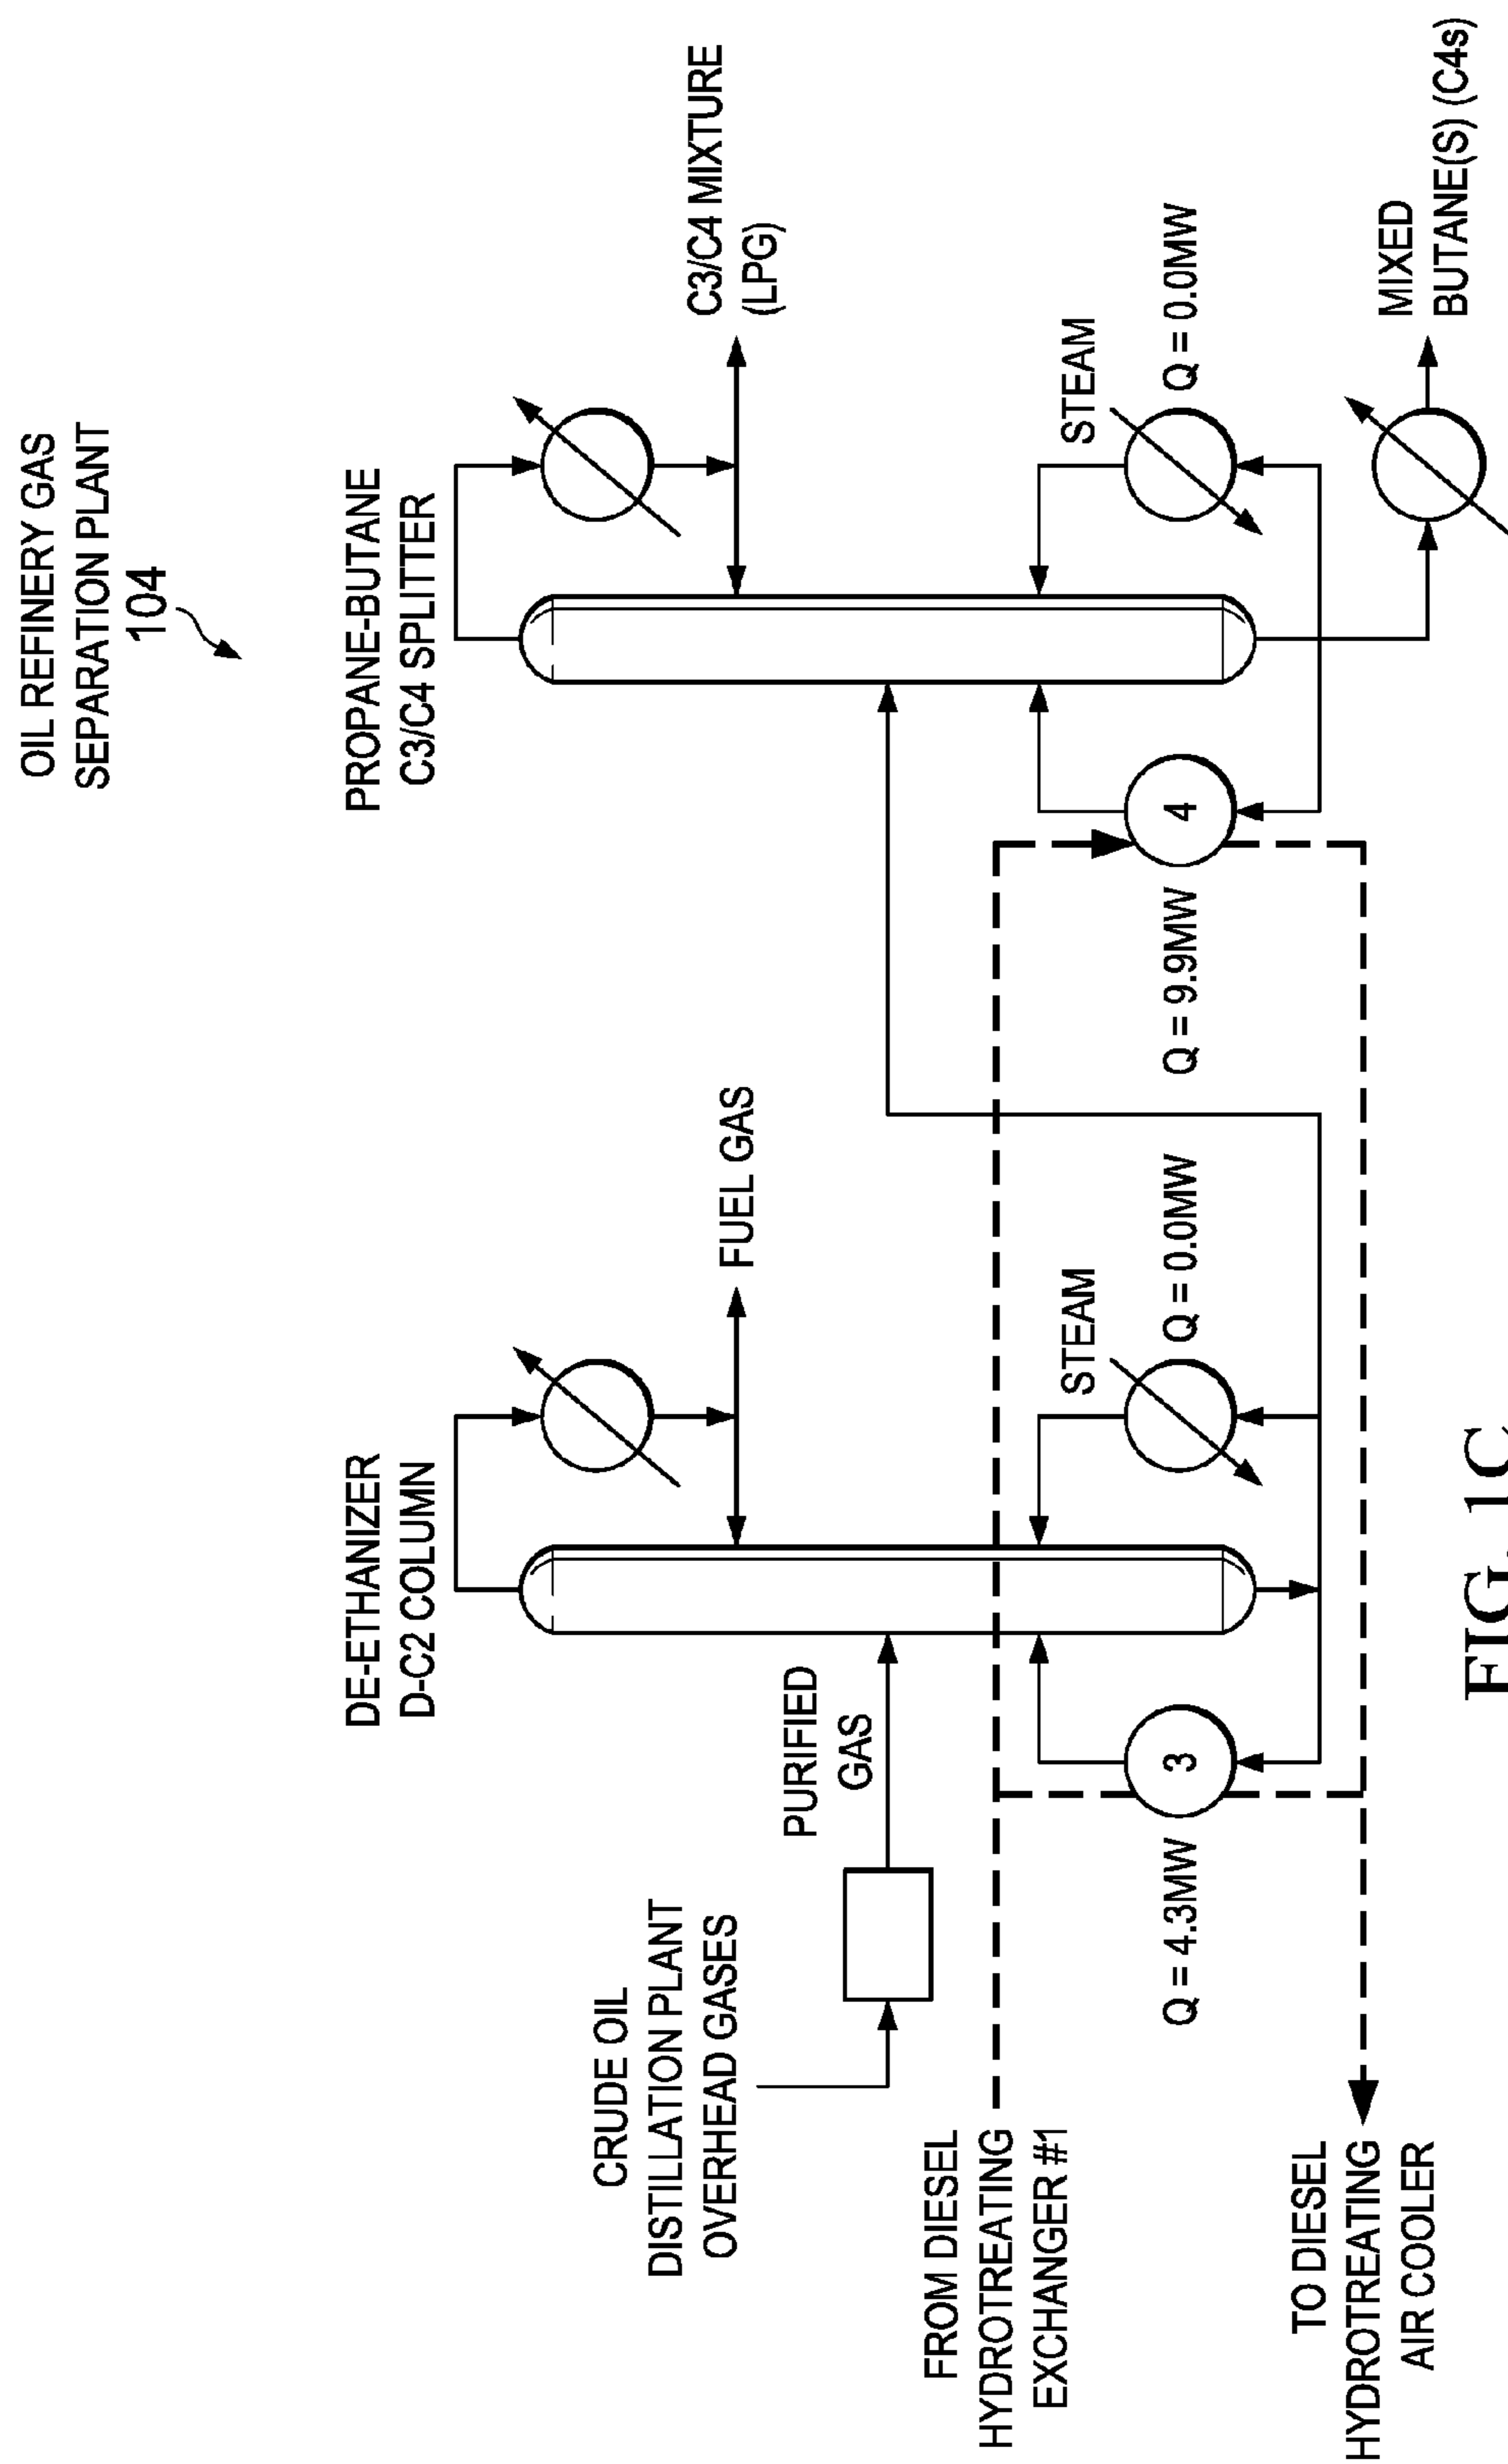 OIL REFINERY GAS
SEPARATION PLANT
104
DE-ETHANIZER
D-C2 COLUMN
PROPANE-BUTANE
C3/C4 SPLITTER
CRUDE OIL
DISTILLATION PLANT
OVERHEAD GASES
PURIFIED
GAS
FUEL GAS
C3/C4 MIXTURE
(LPG)
FROM DIESEL
HYDROTREATING
EXCHANGER #1
STEAM
STEAM
Q = 4.3MW
3
Q = 0.0MW
Q = 9.9MW
4
Q = 0.0MW
TO DIESEL
HYDROTREATING
AIR COOLER
MIXED
BUTANE(S) (C4s)
FIG. 1C